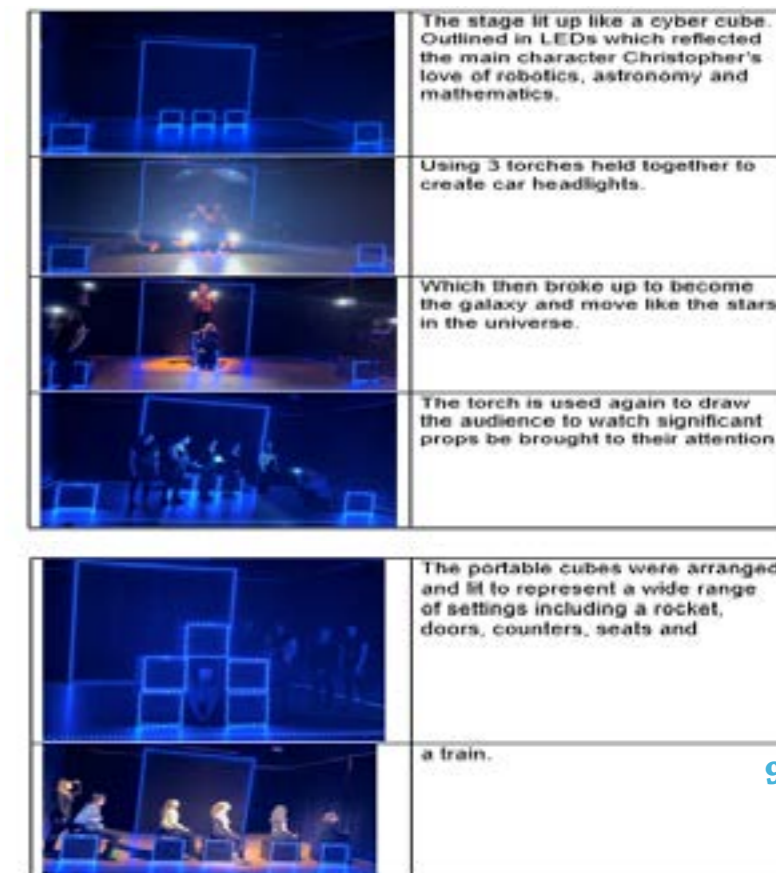 The stage lit up like a cyber cube.
Outlined in LEDs which reflected
the main character Christopher's
love of robotics, astronomy and
mathematics.
Using 3 torches held together to
create car headlights.
Which then broke up to become
the galaxy and move like the stars
in the universe.
The torch is used again to draw
the audience to watch significant
props be brought to their attention
The portable cubes were arranged
and lit to represent a wide range
of settings including a rocket,
doors, counters, seats and
a train.
9